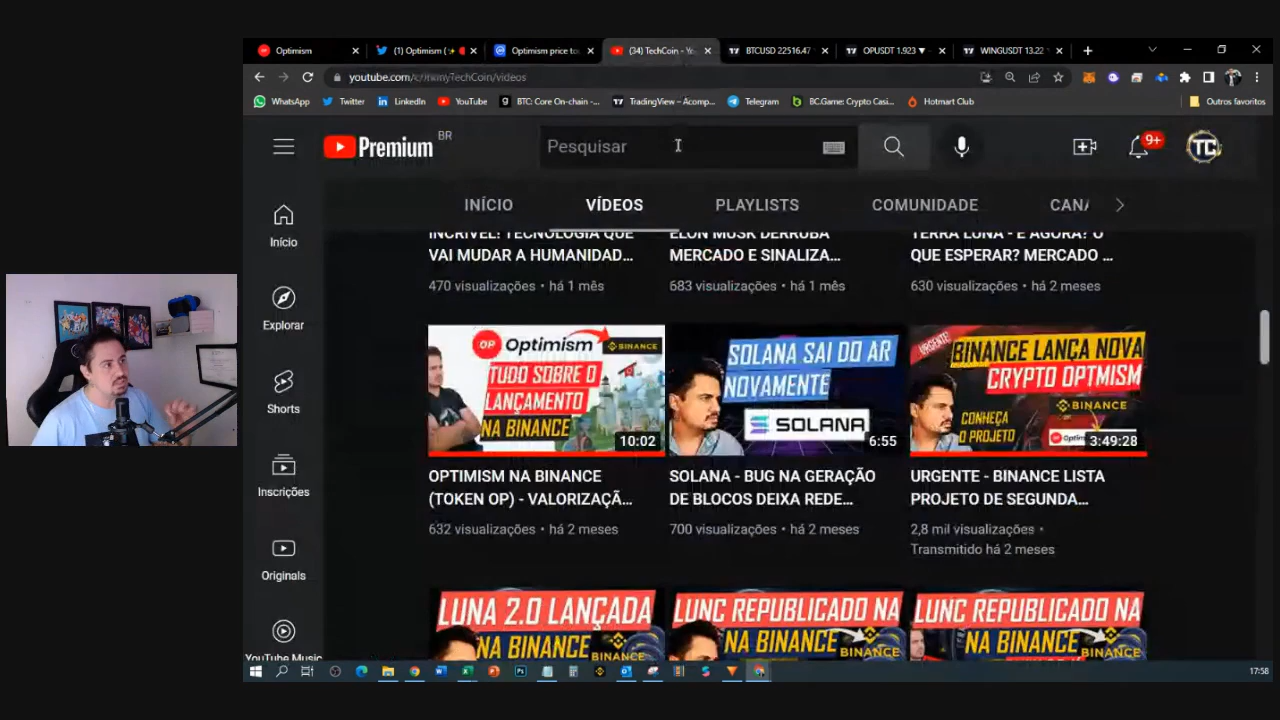 Optimism
(1) Optimism (
Optimism price to
(34) TechCoin - Yo
BTCUSD 22516.47
OPUSDT 1.923 ▼
WINGUSDT 13.22
youtube.com/c/HenyTechCoin/videos
WhatsApp
Twitter
LinkedIn
YouTube
BTC: Core On-chain -...
TradingView – Acomp...
Telegram
BC.Game: Crypto Casi...
Hotmart Club
Outros favoritos
Premium BR
Pesquisar
9+
TC
INÍCIO VÍDEOS PLAYLISTS COMUNIDADE CANA
Início
Explorar
Shorts
Inscrições
Originals
YouTube Music
INCRÍVEL! TECNOLOGIA QUE
VAI MUDAR A HUMANIDAD...
470 visualizações • há 1 mês
ELON MUSK DERRUBA
MERCADO E SINALIZA...
683 visualizações • há 1 mês
TERRA LUNA - E AGORA? O
QUE ESPERAR? MERCADO ...
630 visualizações • há 2 meses
OP Optimism BINANCE
TUDO SOBRE O
LANÇAMENTO
NA BINANCE
10:02
OPTIMISM NA BINANCE
(TOKEN OP) - VALORIZAÇÃ...
632 visualizações • há 2 meses
SOLANA SAI DO AR
NOVAMENTE
SOLANA
6:55
SOLANA - BUG NA GERAÇÃO
DE BLOCOS DEIXA REDE...
700 visualizações • há 2 meses
URGENTE
BINANCE LANÇA NOVA
CRYPTO OPTMISM
BINANCE
CONHEÇA
O PROJETO
3:49:28
URGENTE - BINANCE LISTA
PROJETO DE SEGUNDA...
2,8 mil visualizações •
Transmitido há 2 meses
LUNA 2.0 LANÇADA
NA BINANCE
BINANCE
LUNC REPUBLICADO NA
NA BINANCE
BINANCE
LUNC REPUBLICADO NA
NA BINANCE
BINANCE
17:58